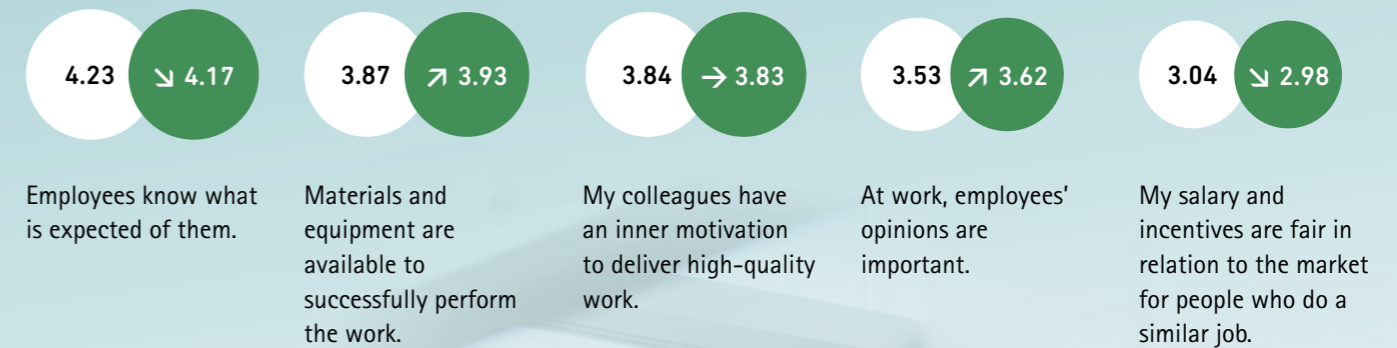 4.23 ↘ 4.17
3.87 ↗ 3.93
3.84 → 3.83
3.53 ↗ 3.62
3.04 ↘ 2.98
Employees know what
is expected of them.
Materials and
equipment are
available to
successfully perform
the work.
My colleagues have
an inner motivation
to deliver high-quality
work.
At work, employees’
opinions are
important.
My salary and
incentives are fair in
relation to the market
for people who do a
similar job.